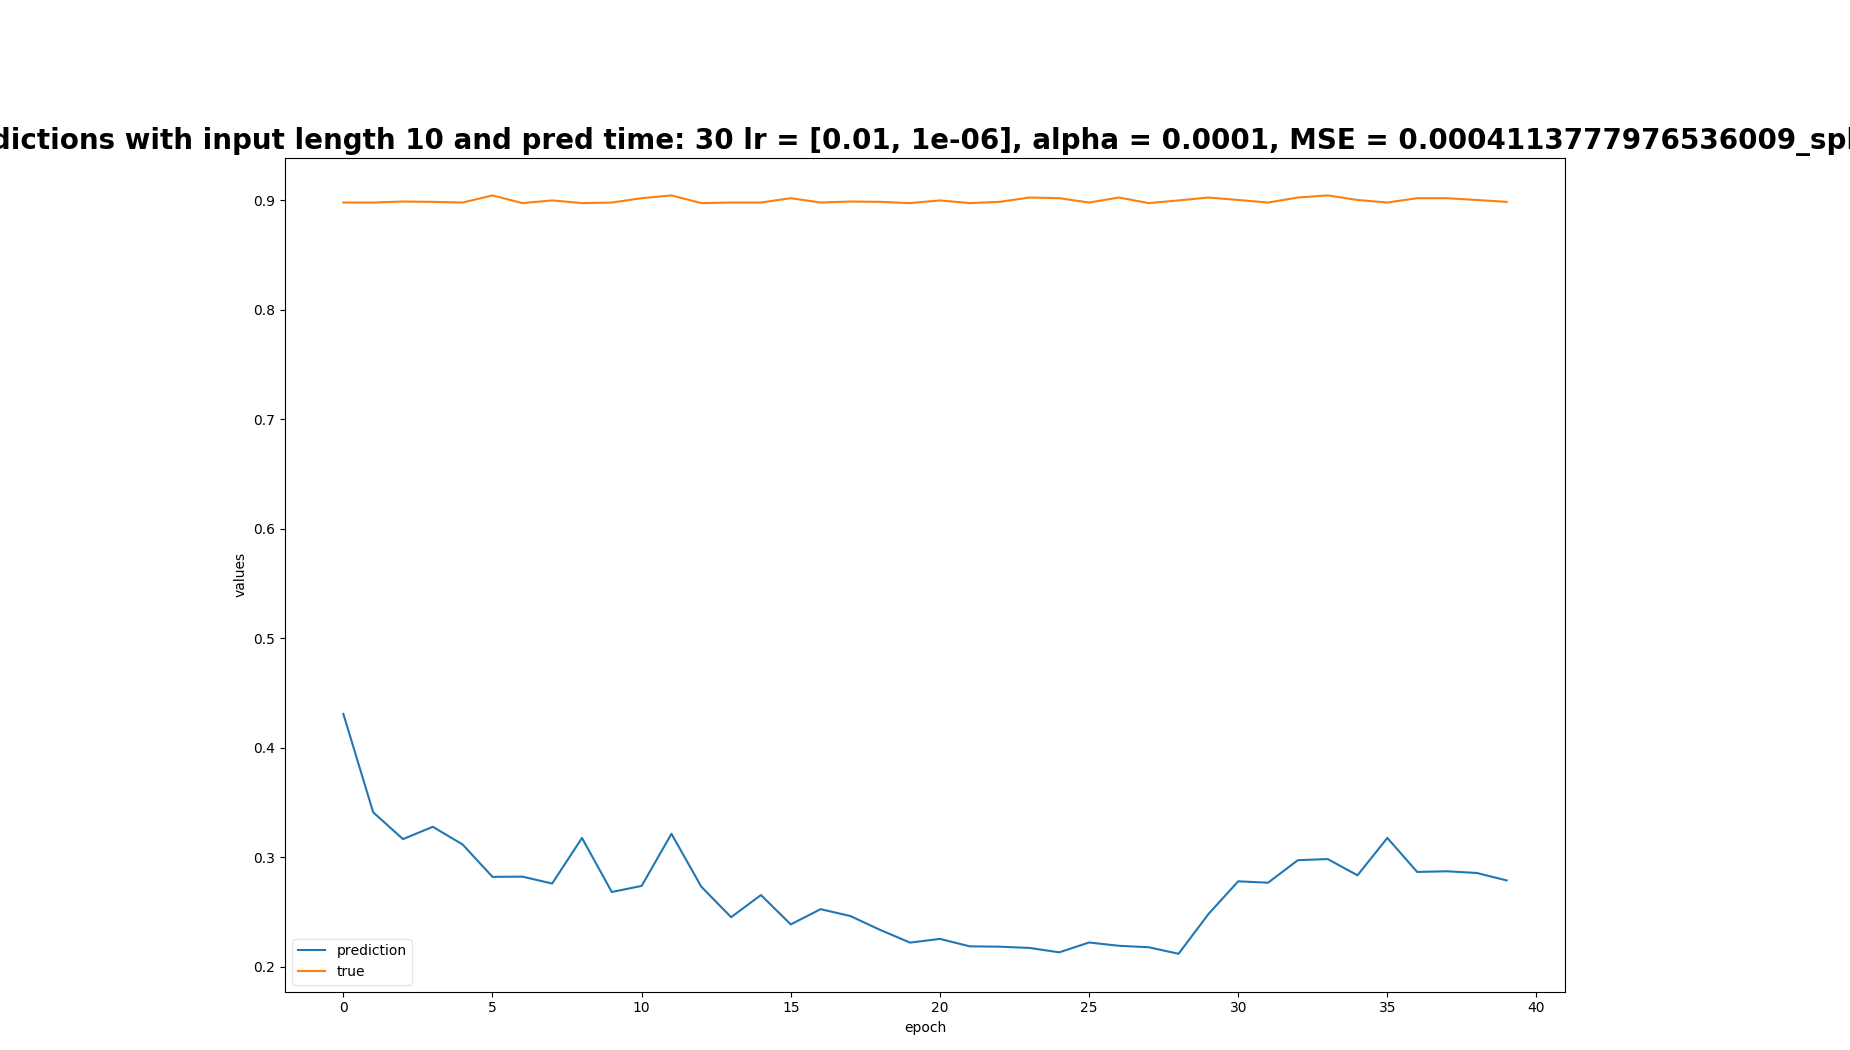 dictions with input length 10 and pred time: 30 lr = [0.01, 1e-06], alpha = 0.0001, MSE = 0.0004113777976536009_spl
0.9
0.8
0.7
0.6
0.5
0.4
0.3
0.2
values
prediction
true
0 5 10 15 20 25 30 35 40
epoch